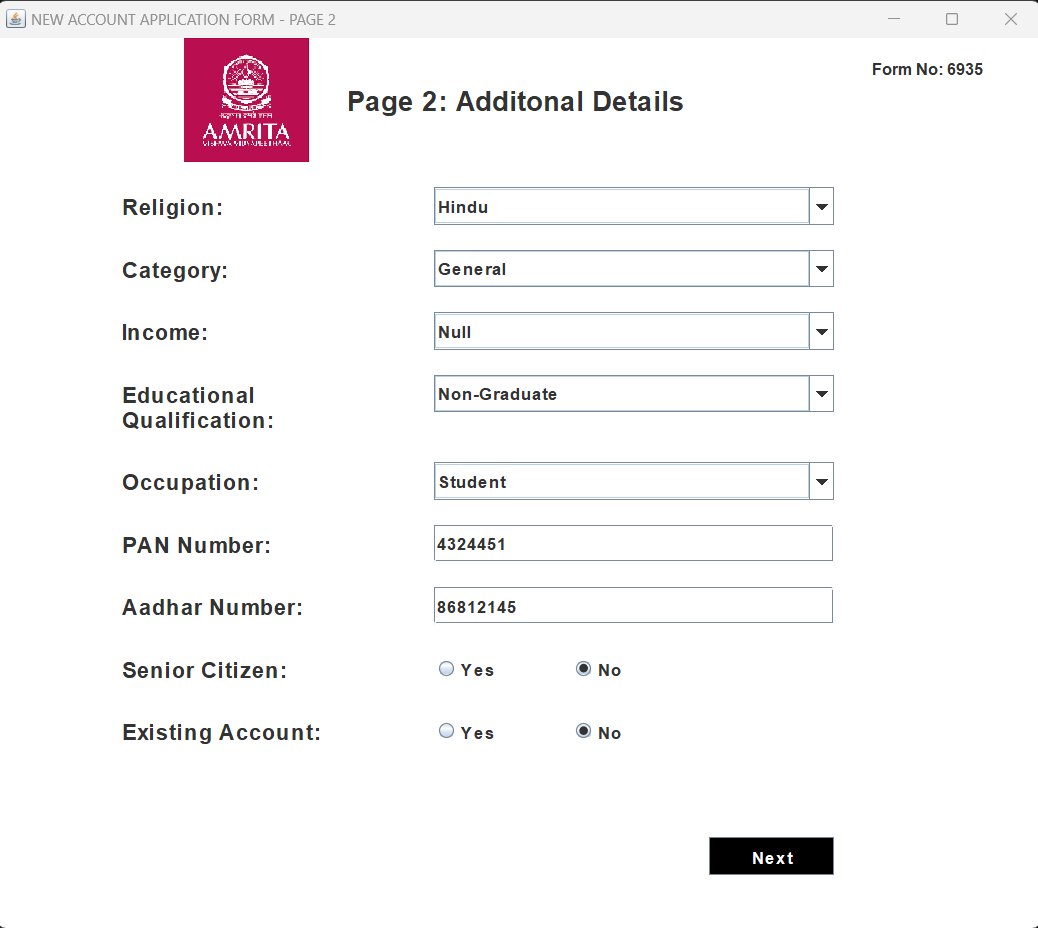 NEW ACCOUNT APPLICATION FORM - PAGE 2
Form No: 6935
AMRITA
Page 2: Additonal Details
Religion: Hindu
Category: General
Income: Null
Educational Non-Graduate
Qualification:
Occupation: Student
PAN Number: 4324451
Aadhar Number: 86812145
Senior Citizen: Yes No
Existing Account: Yes No
Next